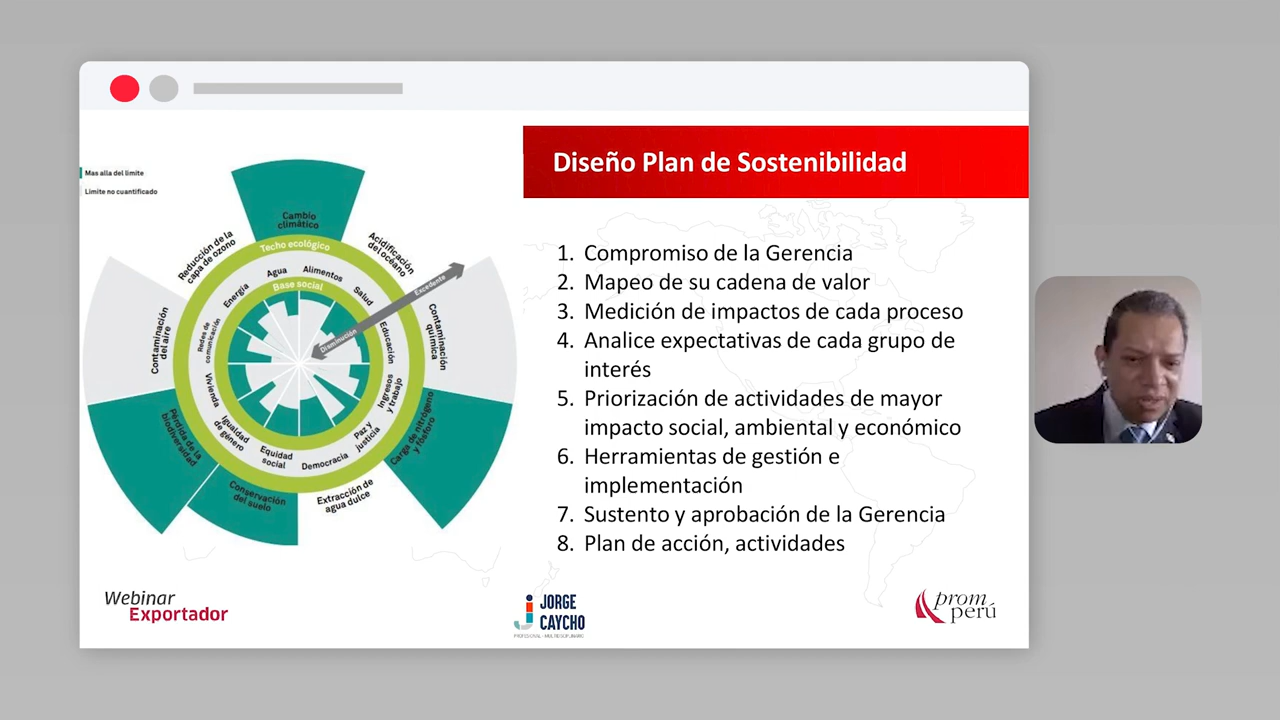 Diseño Plan de Sostenibilidad
Mas alla del limite
Limite no cuantificado
Cambio
climático
Techo ecológico
Reducción de la
capa de ozono
Acidificación
del océano
Agua
Alimentos
Energía
Base social
Salud
Excedente
Disminución
Contaminación
del aire
Redes de
comunicación
Educación
Contaminación
química
Vivienda
Ingresos
y trabajo
Pérdida de la
biodiversidad
Igualdad
de género
Paz y
justicia
Carga de nitrógeno
y fósforo
Equidad
social
Democracia
Conservación
del suelo
Extracción de
agua dulce
1. Compromiso de la Gerencia
2. Mapeo de su cadena de valor
3. Medición de impactos de cada proceso
4. Analice expectativas de cada grupo de
interés
5. Priorización de actividades de mayor
impacto social, ambiental y económico
6. Herramientas de gestión e
implementación
7. Sustento y aprobación de la Gerencia
8. Plan de acción, actividades
Webinar
Exportador
JORGE
CAYCHO
PROFESIONAL - MULTIDISCIPLINARIO
prom
perú